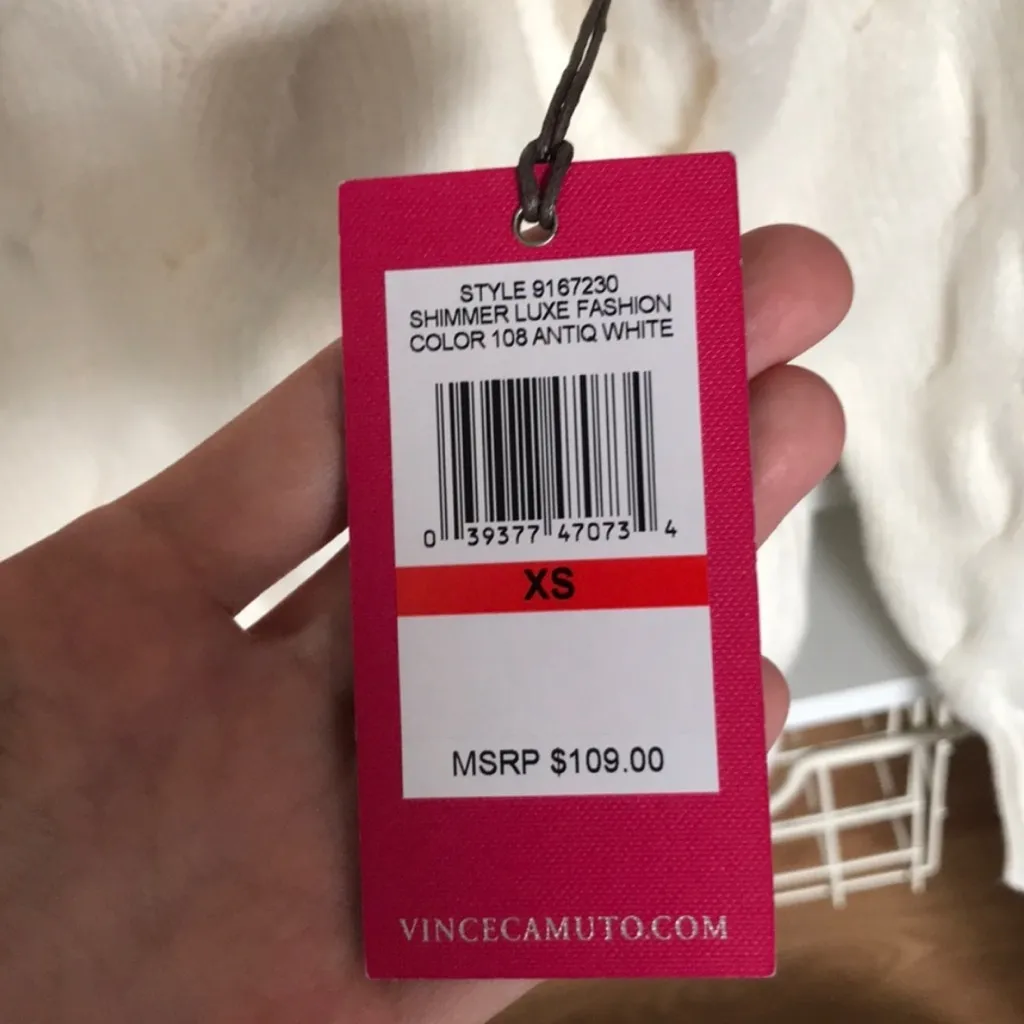 STYLE 9167230
SHIMMER LUXE FASHION
COLOR 108 ANTIQ WHITE
0 39377 47073 4
XS
MSRP $109.00
VINCECAMUTO.COM